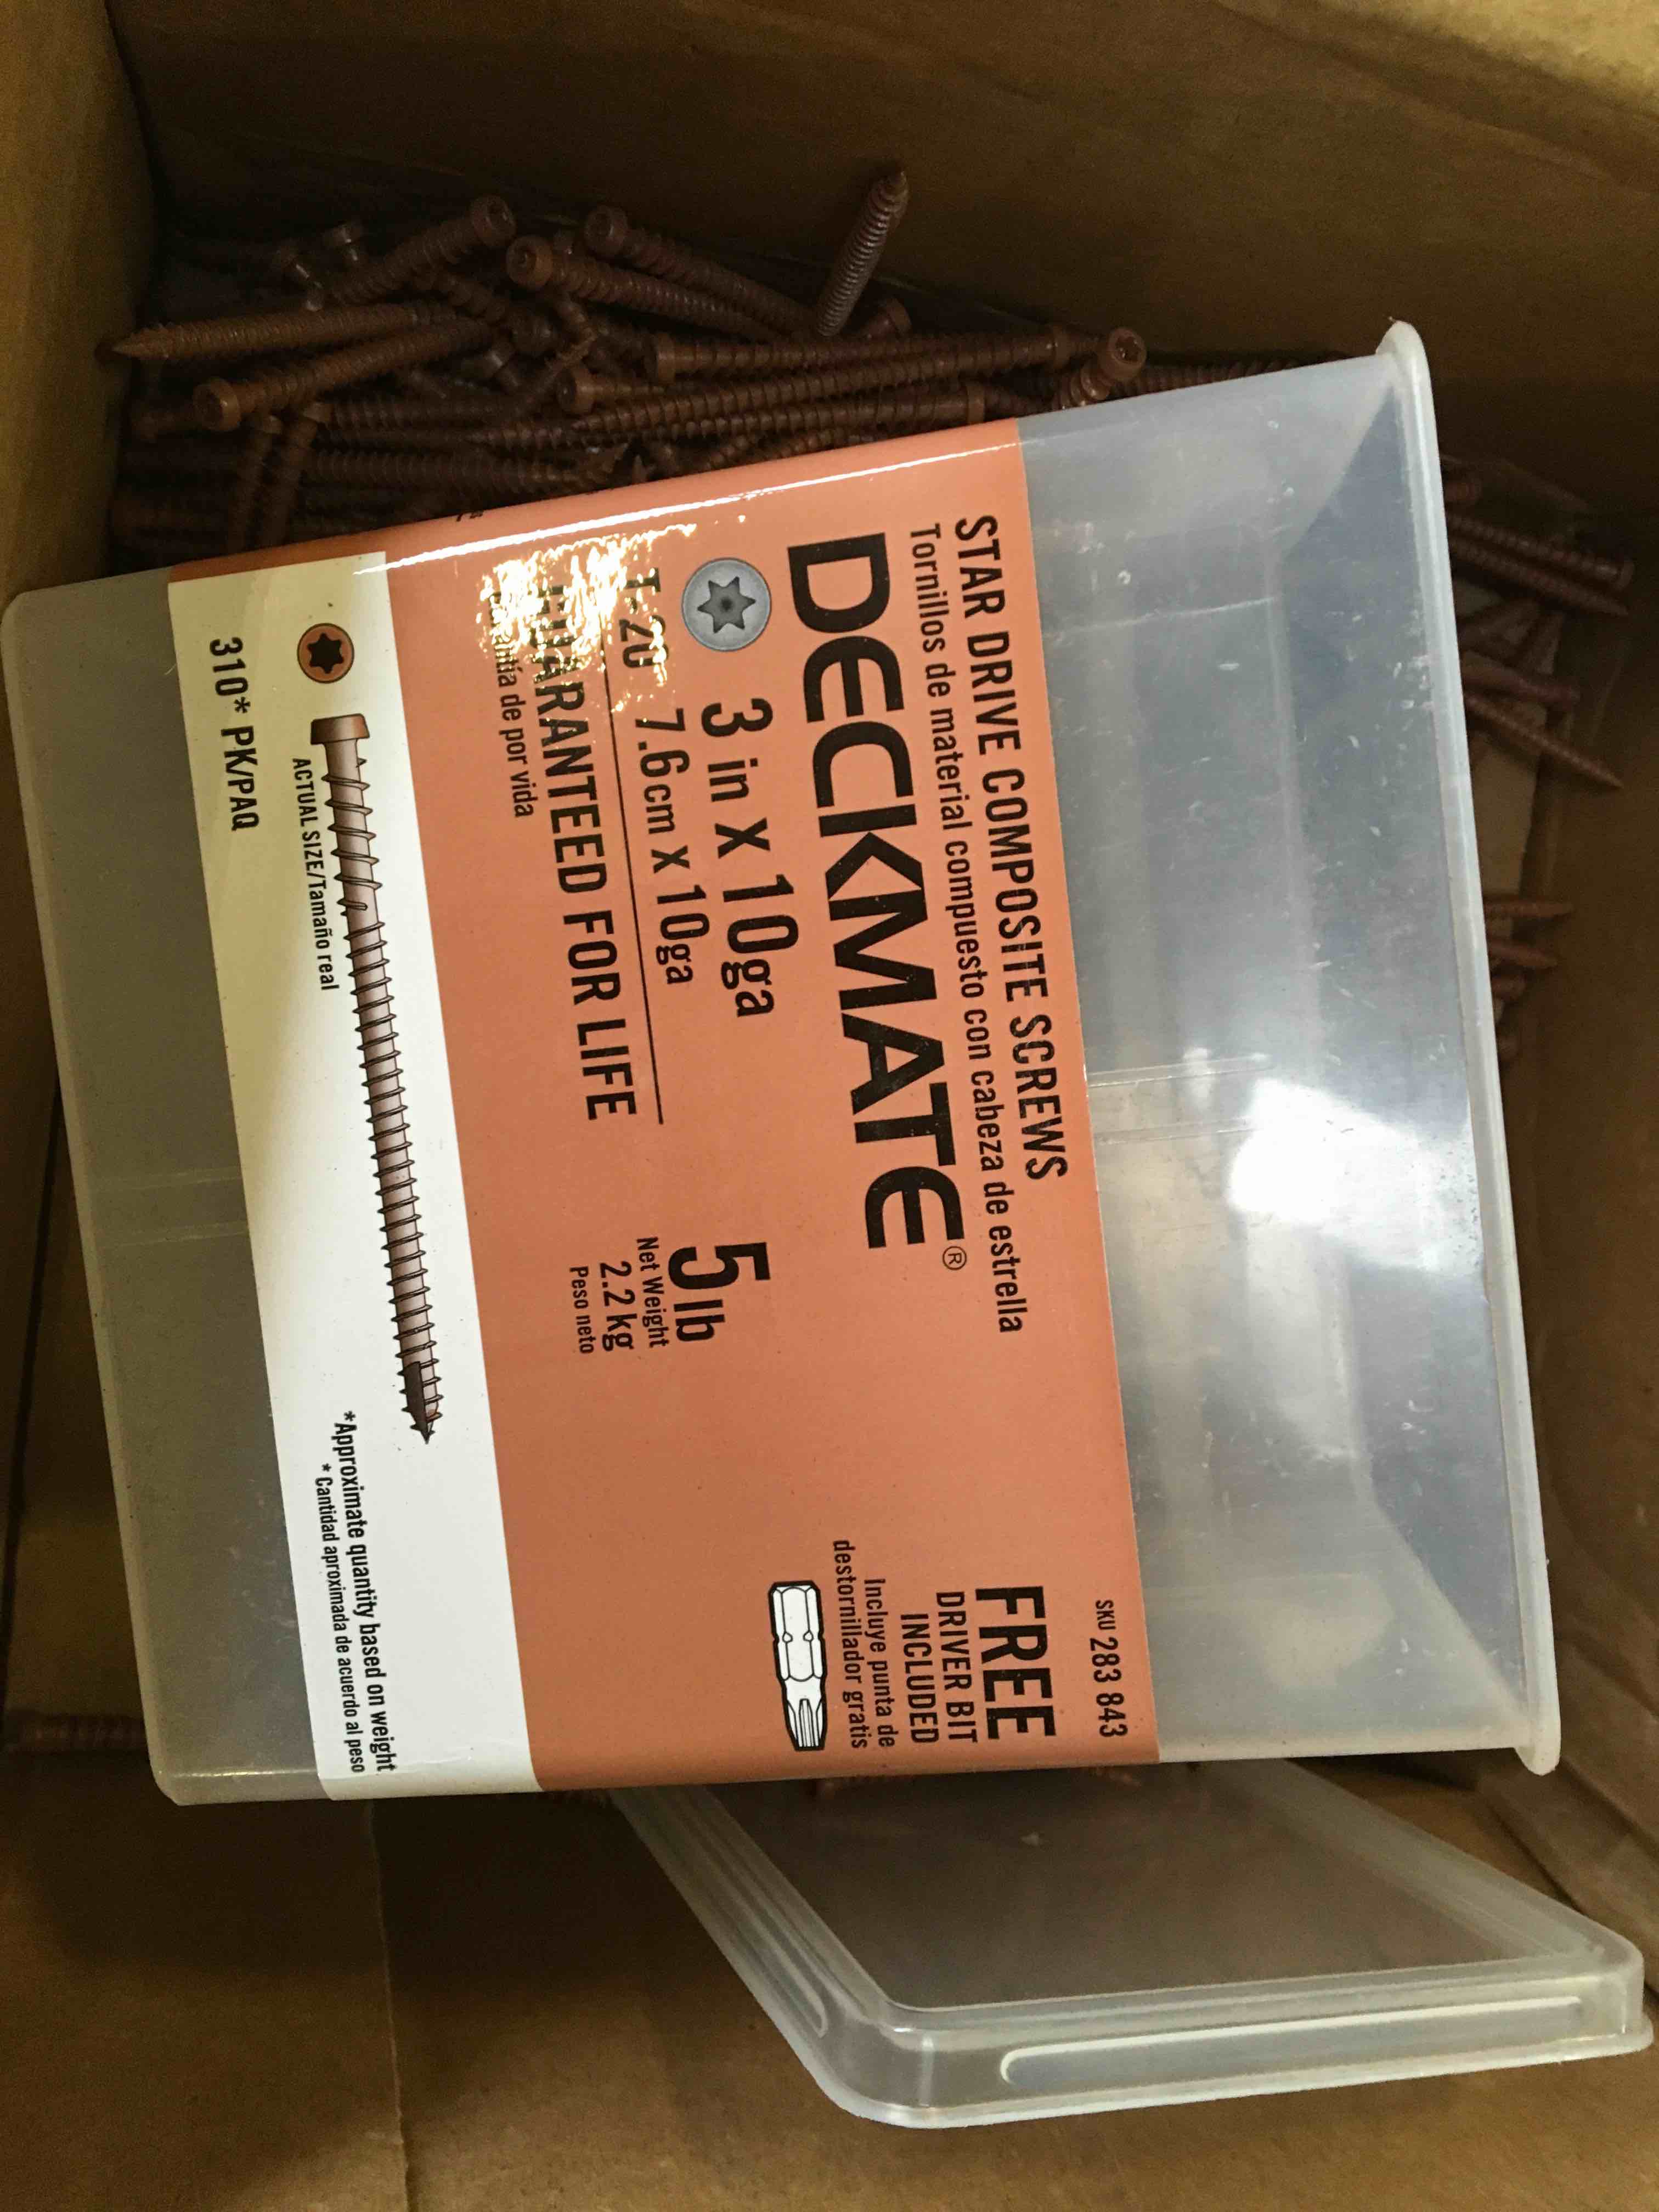 SKU 283 843
STAR DRIVE COMPOSITE SCREWS
Tornillos de material compuesto con cabeza de estrella
DECKMATE®
FREE
DRIVER BIT
INCLUDED
Incluye punta de
destornillador gratis
3 in x 10ga
T-20 7.6cm x 10ga
5 lb
Net Weight
2.2 kg
Peso neto
GUARANTEED FOR LIFE
Garantía de por vida
ACTUAL SIZE/Tamaño real
310* PK/PAQ
*Approximate quantity based on weight
* Cantidad aproximada de acuerdo al peso